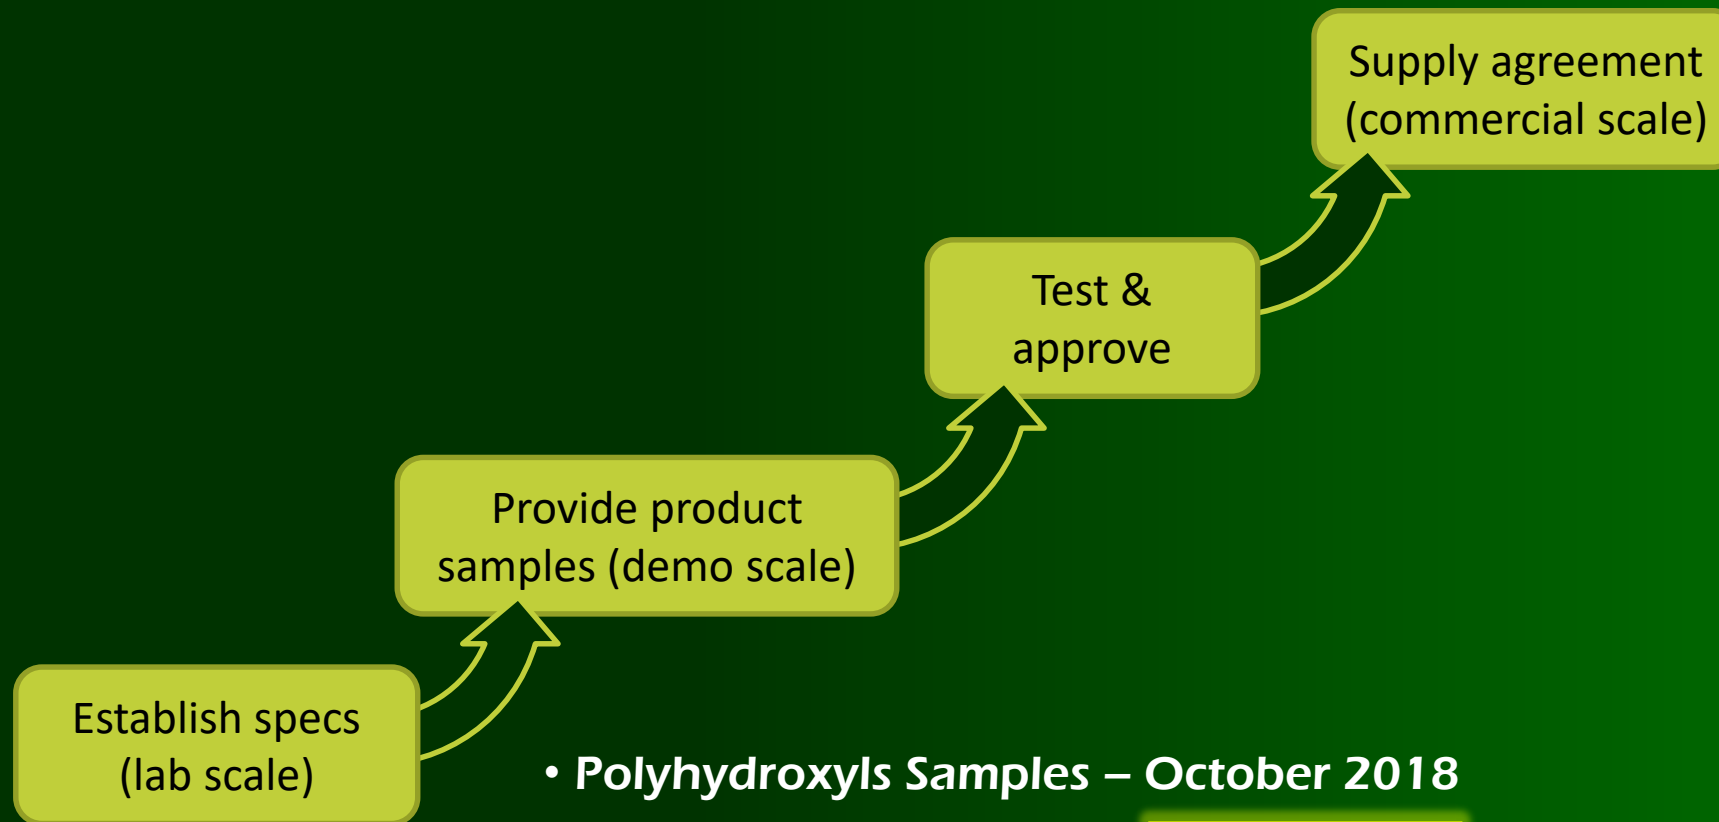 Supply agreement
(commercial scale)
Test &
approve
Provide product
samples (demo scale)
Establish specs
(lab scale)
• Polyhydroxyls Samples – October 2018